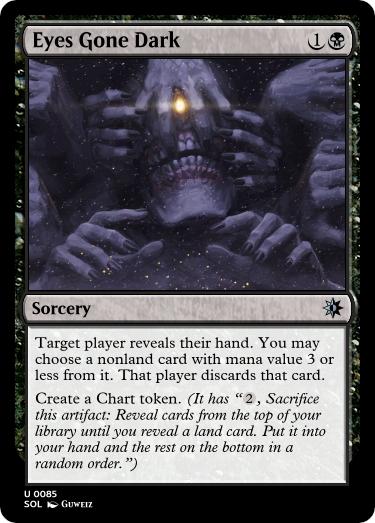 Eyes Gone Dark 1
Sorcery
Target player reveals their hand. You may
choose a nonland card with mana value 3 or
less from it. That player discards that card.
Create a Chart token. (It has “2, Sacrifice
this artifact: Reveal cards from the top of your
library until you reveal a land card. Put it into
your hand and the rest on the bottom in a
random order.”)
U 0085
SOL Guweiz